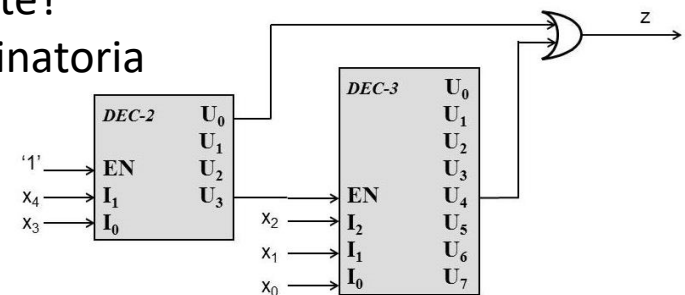 inatoria
z
DEC-2
U0
U1
U2
U3
'1'
EN
x4
I1
x3
I0
DEC-3
U0
U1
U2
U3
EN
U4
x2
I2
U5
x1
I1
U6
x0
I0
U7